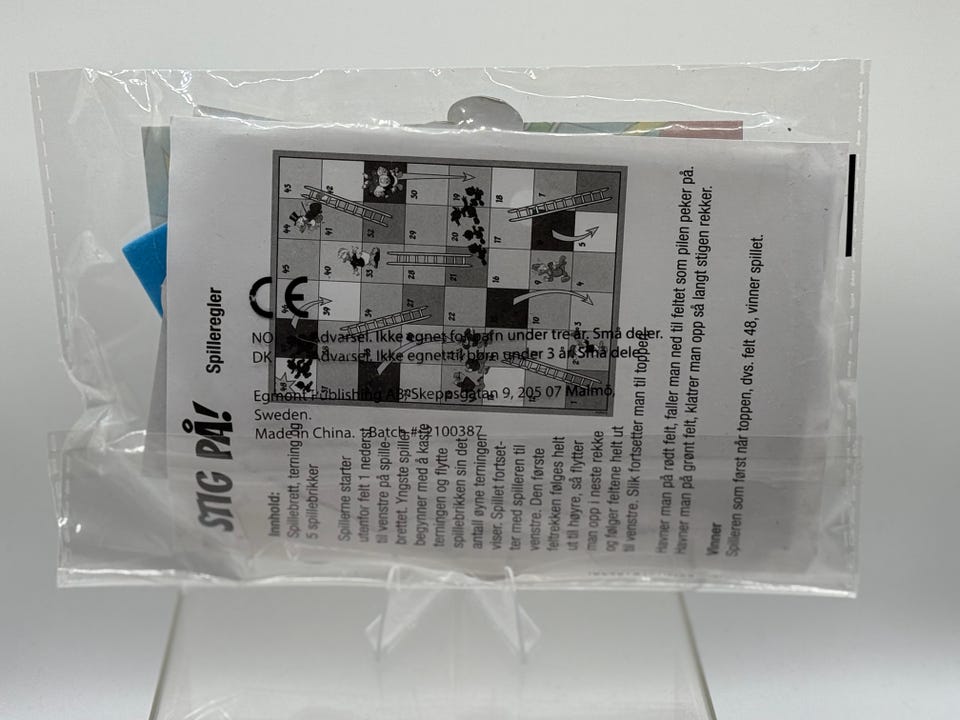 STIG PÅ!
Spilleregler
Innhold:
Spillebrett, terning og
5 spillebrikker
Spillerne starter
utenfor felt 1 nederst
til venstre på spille-
brettet. Yngste spiller
begynner med å kaste
terningen og flytte
spillebrikken sin det
antall øyne terningen
viser. Spillet fortset-
ter med spilleren til
venstre. Den første
feltrekken følges helt
ut til høyre, så flytter
man opp i neste rekke
og følger feltene helt ut
til venstre. Slik fortsetter man til toppen.
Havner man på rødt felt, faller man ned til feltet som pilen peker på.
Havner man på grønt felt, klatrer man opp så langt stigen rekker.
Vinner
Spilleren som først når toppen, dvs. felt 48, vinner spillet.
CE
NO Advarsel. Ikke egnet for barn under tre år. Små deler.
DK Advarsel. Ikke egnet til børn under 3 år. Små dele.
Egmont Publishing AB, Skeppsgatan 9, 205 07 Malmö,
Sweden.
Made in China. Batch #